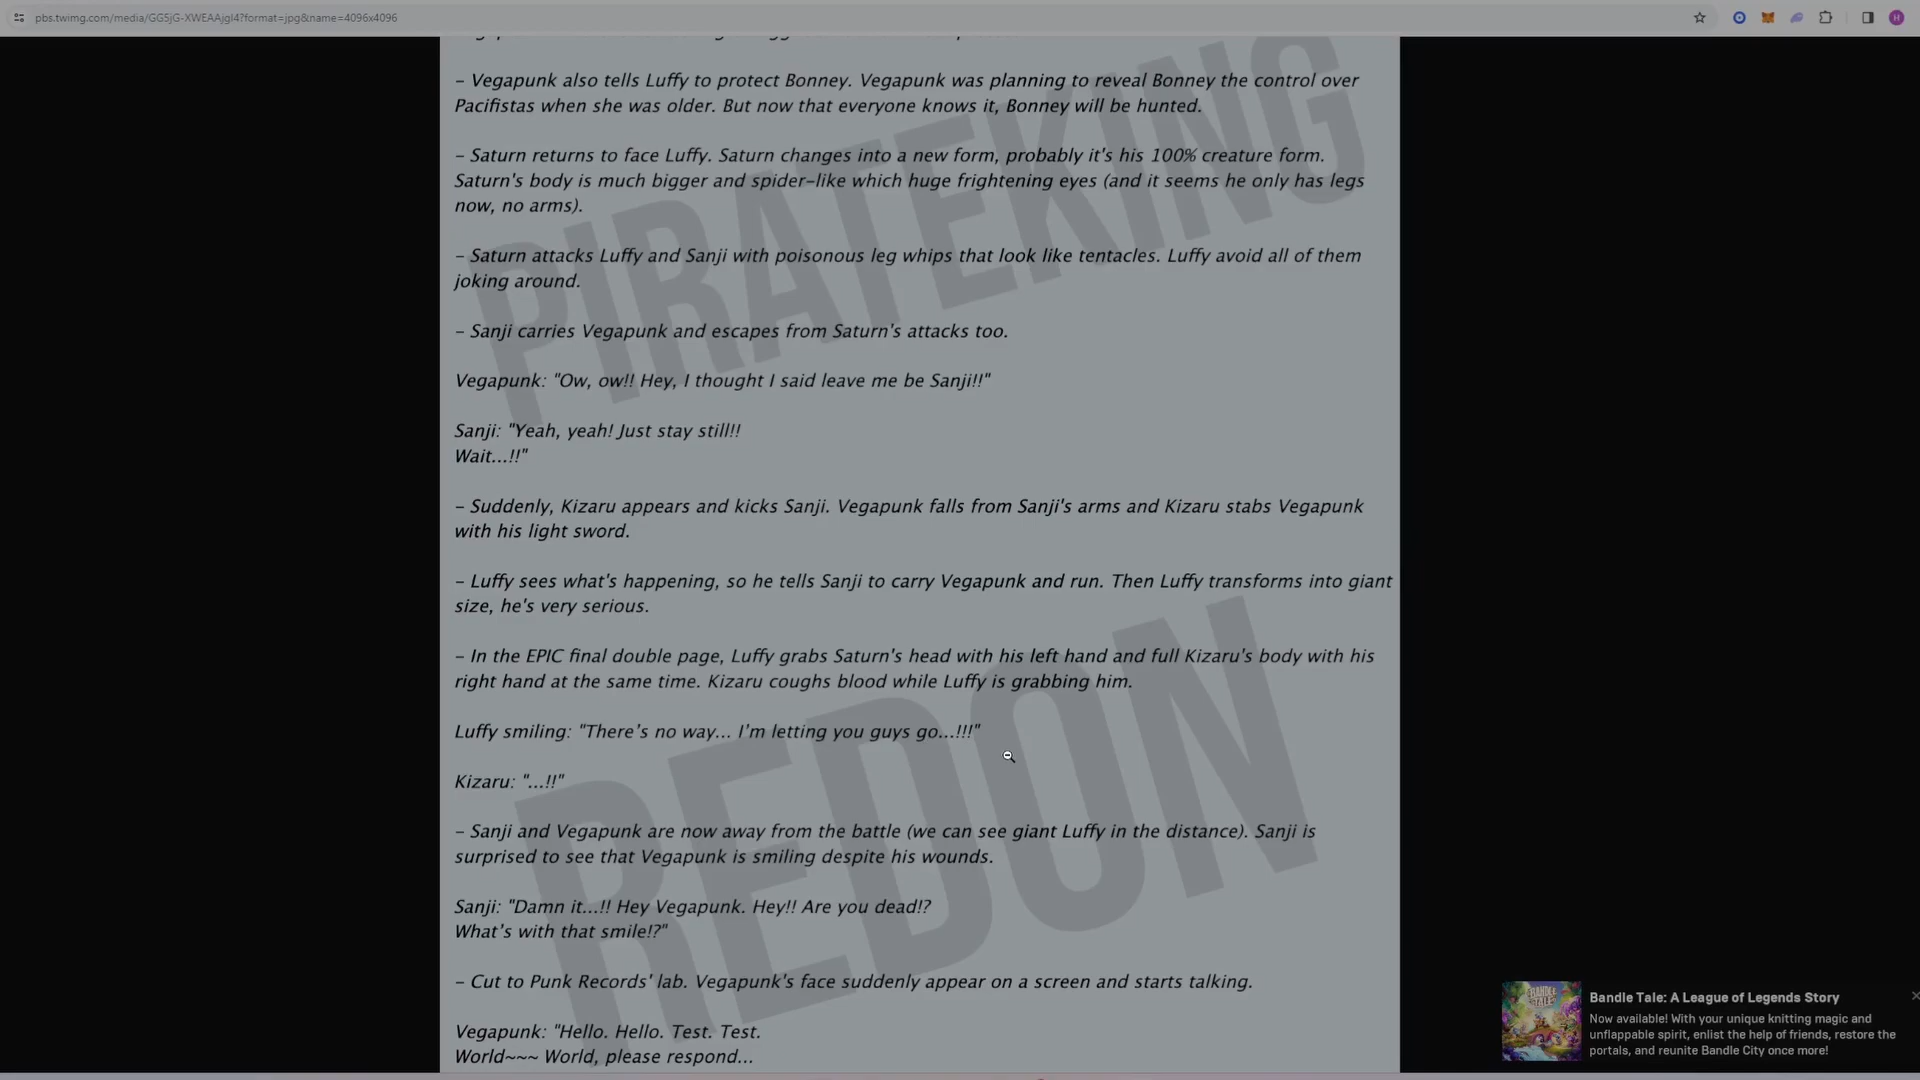 pbs.twimg.com/media/GGSjG-XWEAAjgI4?format=jpg&name=4096x4096
– Vegapunk also tells Luffy to protect Bonney. Vegapunk was planning to reveal Bonney the control over
Pacifistas when she was older. But now that everyone knows it, Bonney will be hunted.
– Saturn returns to face Luffy. Saturn changes into a new form, probably it's his 100% creature form.
Saturn's body is much bigger and spider-like which huge frightening eyes (and it seems he only has legs
now, no arms).
– Saturn attacks Luffy and Sanji with poisonous leg whips that look like tentacles. Luffy avoid all of them
joking around.
– Sanji carries Vegapunk and escapes from Saturn's attacks too.
Vegapunk: "Ow, ow!! Hey, I thought I said leave me be Sanji!!"
Sanji: "Yeah, yeah! Just stay still!!
Wait...!!"
– Suddenly, Kizaru appears and kicks Sanji. Vegapunk falls from Sanji's arms and Kizaru stabs Vegapunk
with his light sword.
– Luffy sees what's happening, so he tells Sanji to carry Vegapunk and run. Then Luffy transforms into giant
size, he's very serious.
– In the EPIC final double page, Luffy grabs Saturn's head with his left hand and full Kizaru's body with his
right hand at the same time. Kizaru coughs blood while Luffy is grabbing him.
Luffy smiling: "There's no way... I'm letting you guys go...!!!"
Kizaru: "...!!"
– Sanji and Vegapunk are now away from the battle (we can see giant Luffy in the distance). Sanji is
surprised to see that Vegapunk is smiling despite his wounds.
Sanji: "Damn it...!! Hey Vegapunk. Hey!! Are you dead!?
What's with that smile!?"
– Cut to Punk Records' lab. Vegapunk's face suddenly appear on a screen and starts talking.
Vegapunk: "Hello. Hello. Test. Test.
World~~~ World, please respond...
PIRATEKING
REDON
H
BANDLE TALE
Bandle Tale: A League of Legends Story
Now available! With your unique knitting magic and
unflappable spirit, enlist the help of friends, restore the
portals, and reunite Bandle City once more!